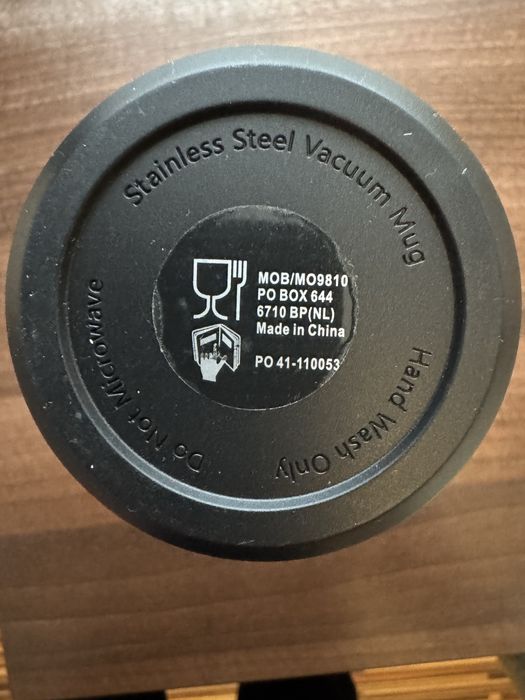 Stainless Steel Vacuum Mug
MOB/MO9810
PO BOX 644
6710 BP(NL)
Made in China
PO 41-110053
Hand Wash Only
Do Not Microwave